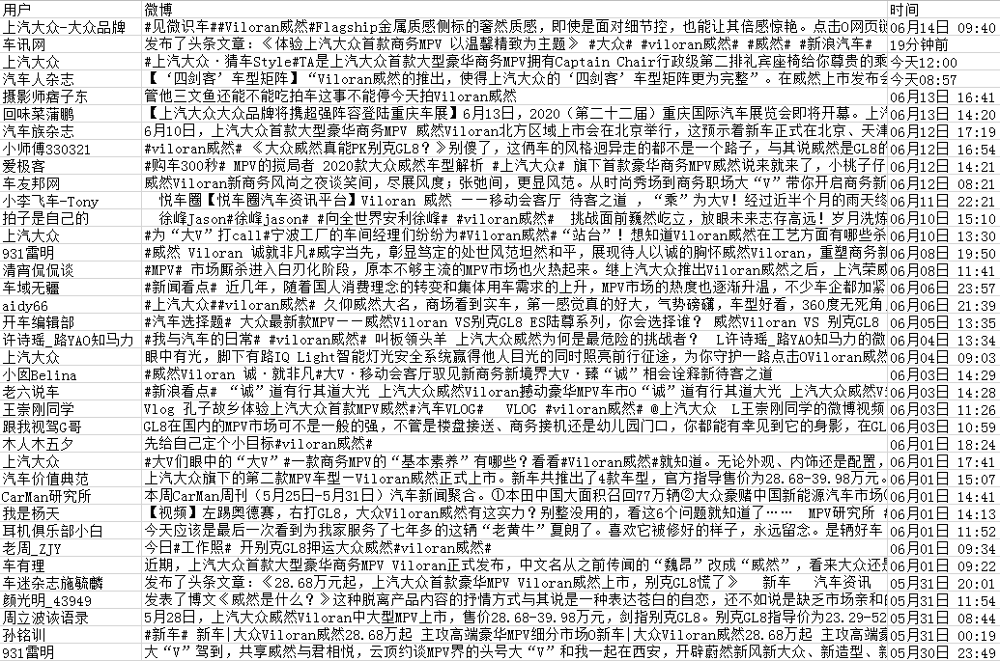 用户 微博 时间
上汽大众-大众品牌 #见微识车##Viloran威然#Flagship金属质感侧标的奢然质感，即使是面对细节控，也能让其倍感惊艳。点击O网页链 06月14日 09:40
车讯网 发布了头条文章：《体验上汽大众首款商务MPV 以温馨精致为主题》 #大众# #viloran威然# #威然# #新浪汽车# 19分钟前
上汽大众 #上汽大众·猜车Style#TA是上汽大众首款大型豪华商务MPV拥有Captain Chair行政级第二排礼宾座椅给你尊贵的乘 今天12:00
汽车人杂志 【‘四剑客’车型矩阵】“Viloran威然的推出，使得上汽大众的‘四剑客’车型矩阵更为完整”。在威然上市发布会 今天08:57
摄影师痞子东 管他三文鱼还能不能吃拍车这事不能停今天拍Viloran威然 06月13日 16:41
回味菜蒲鹏 【上汽大众大众品牌将携超强阵容登陆重庆车展】6月13日，2020（第二十二届）重庆国际汽车展览会即将开幕。上汽 06月13日 14:20
汽车族杂志 6月10日，上汽大众首款大型豪华商务MPV 威然Viloran北方区域上市会在北京举行，这预示着新车正式在北京、天津 06月12日 17:19
小师傅330321 #viloran威然# 《大众威然真能PK别克GL8？》别傻了，这俩车的风格迥异走的都不是一个路子，与其说威然是GL8的 06月12日 16:54
爱极客 #购车300秒# MPV的搅局者 2020款大众威然车型解析 #上汽大众# 旗下首款豪华商务MPV威然说来就来了，小桃子仔 06月12日 14:21
车友邦网 威然Viloran新商务风尚之夜谈笑间，尽展风度；张弛间，更显风范。从时尚秀场到商务职场大“V”带你开启商务新 06月12日 08:21
小李飞车-Tony 悦车圈【悦车圈汽车资讯平台】Viloran 威然 ——移动会客厅 待客之道 ，“乘”为大V！经过近半个月的雨天终 06月11日 22:21
拍子是自己的 徐峰Jason#徐峰jason# #向全世界安利徐峰# #viloran威然# 挑战面前巍然屹立，放眼未来志存高远！岁月洗炼 06月10日 15:10
上汽大众 #为“大V”打call#宁波工厂的车间经理们纷纷为#Viloran威然#“站台”！想知道Viloran威然在工艺方面有哪些杀 06月10日 13:30
931雷明 #威然 Viloran 诚就非凡#威字当先，彰显笃定的处世风范坦然和平，展现待人以诚的胸怀威然Viloran，重塑商务新 06月08日 19:50
清宵侃侃谈 #MPV# 市场厮杀进入白刃化阶段，原本不够主流的MPV市场也火热起来。继上汽大众推出Viloran威然之后，上汽荣威 06月08日 11:41
车域无疆 #新闻看点# 近几年，随着国人消费理念的转变和集体用车需求的上升，MPV市场的热度也逐渐升温，不少车企都加紧 06月06日 23:57
aidy66 #上汽大众##viloran威然# 久仰威然大名，商场看到实车，第一感觉真的好大，气势磅礴，车型好看，360度无死角 06月06日 21:39
开车编辑部 #汽车选择题# 大众最新款MPV——威然Viloran VS别克GL8 ES陆尊系列，你会选择谁？ 威然Viloran VS 别克GL8 06月05日 13:35
许诗瑶_路YAO知马力 #我与汽车的日常# #viloran威然# 叫板领头羊 上汽大众威然为何是最危险的挑战者？ L许诗瑶_路YAO知马力的微 06月04日 13:34
上汽大众 眼中有光，脚下有路IQ Light智能灯光安全系统赢得他人目光的同时照亮前行征途，为你守护一路点击OViloran威然 06月04日 09:03
小囡Belina #威然Viloran 诚·就非凡#大V·移动会客厅驭见新商务新境界大V·臻“诚”相会诠释新待客之道 06月03日 14:29
老六说车 #新浪看点# “诚”道有行其道大光 上汽大众威然Viloran撼动豪华MPV车市O“诚”道有行其道大光 上汽大众威然V 06月03日 14:28
王崇刚同学 Vlog 孔子故乡体验上汽大众首款商务MPV威然#汽车VLOG# VLOG #viloran威然# @上汽大众 L王崇刚同学的微博视频 06月03日 11:26
跟我视驾G哥 GL8在国内的MPV市场可不是一般的强，不管是楼盘接送、商务接机还是幼儿园门口，你都能有幸见到它的身影，在GL 06月03日 10:59
木人木五夕 先给自己定个小目标#viloran威然# 06月01日 18:24
上汽大众 #大V们眼中的“大V”#一款商务MPV的“基本素养”有哪些？看看#Viloran威然#就知道。无论外观、内饰还是配置， 06月01日 17:41
汽车价值典范 上汽大众旗下的第二款MPV车型—Viloran威然正式上市。新车共推出了4款车型，官方指导售价为28.68-39.98万元。 06月01日 15:07
CarMan研究所 本周CarMan周刊（5月25日-5月31日）汽车新闻聚合。①本田中国大面积召回77万辆②大众豪赌中国新能源汽车市场 06月01日 14:41
我是杨天 【视频】左踢奥德赛，右打GL8，大众Viloran威然有这实力？别整没用的，看这6个问题就知道了…… MPV研究所 # 06月01日 14:13
耳机俱乐部小白 今天应该是最后一次看到为我家服务了七年多的这辆“老黄牛”夏朗了。喜欢它被修好的样子，永远留念。是辆好车 06月01日 11:52
老周_ZJY 今日#工作照# 开别克GL8押运大众威然#viloran威然# 06月01日 09:34
车有理 近期，上汽大众首款大型豪华商务MPV Viloran正式发布，中文名从之前传闻的“魏昂”改成“威然”，看来大众还是 06月01日 09:22
车迷杂志施毓麟 发布了头条文章：《28.68万元起，上汽大众首款豪华MPV Viloran威然上市，别克GL8慌了》 新车 汽车资讯 05月31日 20:01
颜光明_43949 发表了博文《威然是什么？》这种脱离产品内容的抒情方式与其说是一种表达苍白的自恋，还不如说是缺乏市场亲和的 05月31日 11:54
周立波该语录 5月28日，上汽大众威然Viloran中大型MPV上市，售价28.68-39.98万元，剑指别克GL8。别克GL8指导价为23.29-52 05月31日 08:44
孙铭训 #新车# 新车|大众Viloran威然28.68万起 主攻高端豪华MPV细分市场O新车|大众Viloran威然28.68万起 主攻高端豪 05月31日 00:19
931雷明 大“V”驾到，共享威然与君相悦，云顶约谈MPV界的头号大“V”和我一起在西安，开辟蔚然新风新大众、新造型、新 05月30日 23:49